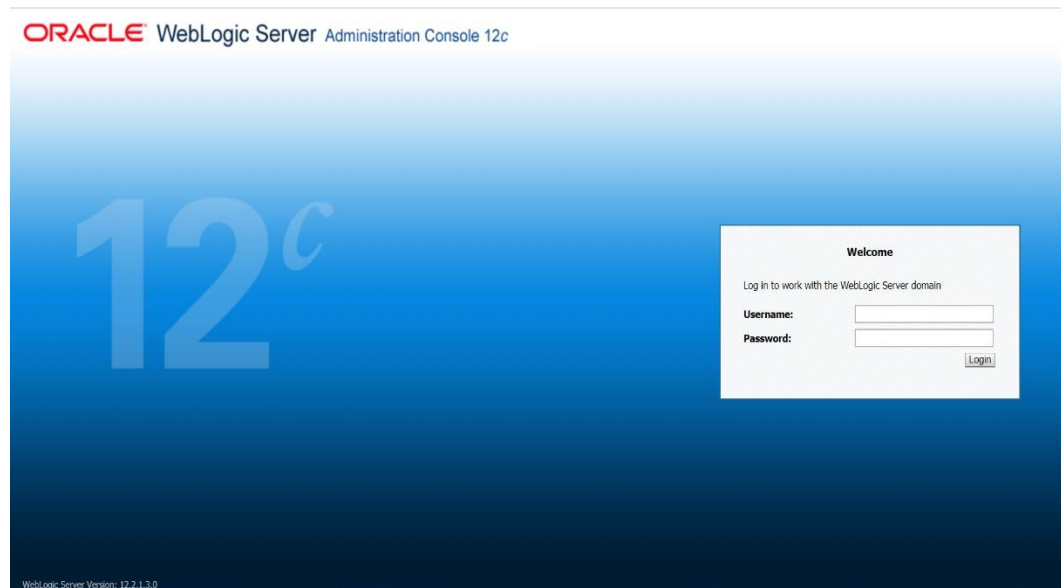 ORACLE WebLogic Server Administration Console 12c
12c
Welcome
Log in to work with the WebLogic Server domain
Username:
Password:
Login
WebLogic Server Version: 12.2.1.3.0